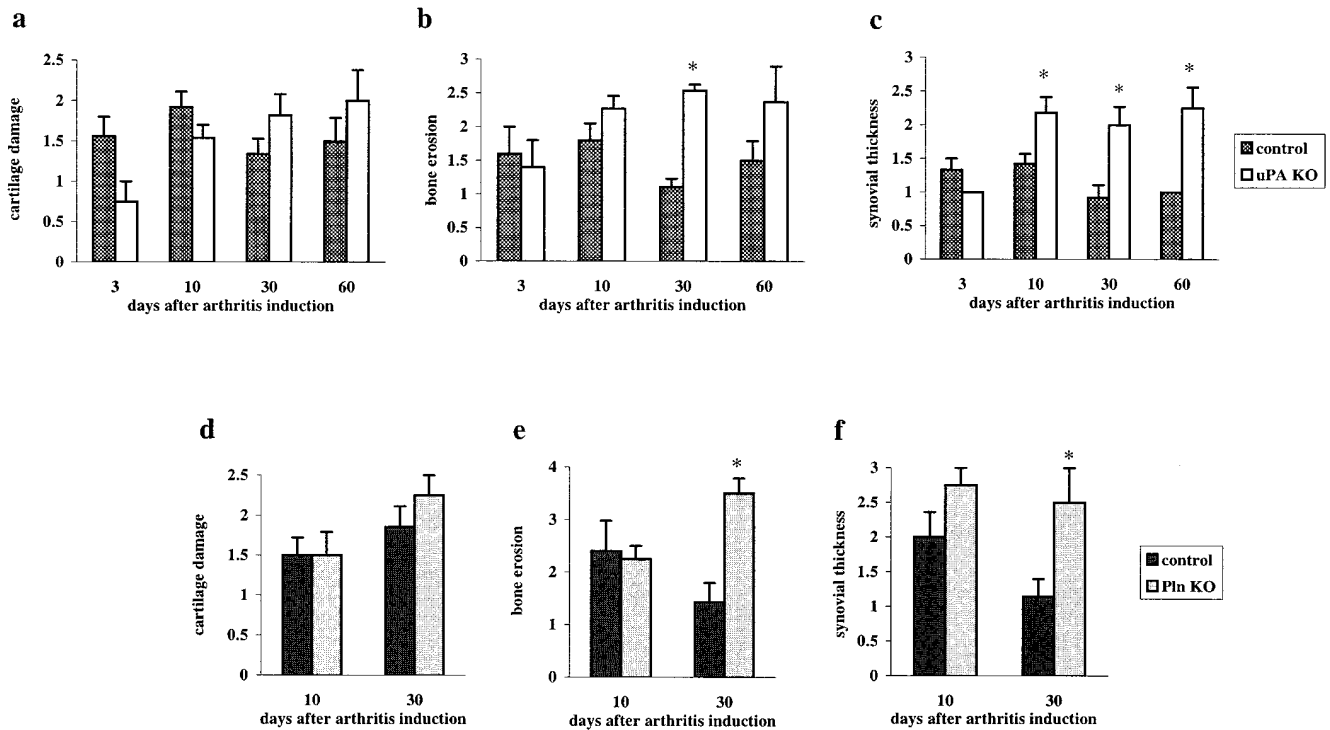 a
cartilage damage
2.5
2
1.5
1
0.5
0
3 10 30 60
days after arthritis induction
b
bone erosion
3
2.5
2
1.5
1
0.5
0
*
3 10 30 60
days after arthritis induction
c
synovial thickness
3
2.5
2
1.5
1
0.5
0
* * *
3 10 30 60
days after arthritis induction
control
uPA KO
d
cartilage damage
2.5
2
1.5
1
0.5
0
10 30
days after arthritis induction
e
bone erosion
4
3
2
1
0
*
10 30
days after arthritis induction
f
synovial thickness
3
2.5
2
1.5
1
0.5
0
*
10 30
days after arthritis induction
control
Pln KO